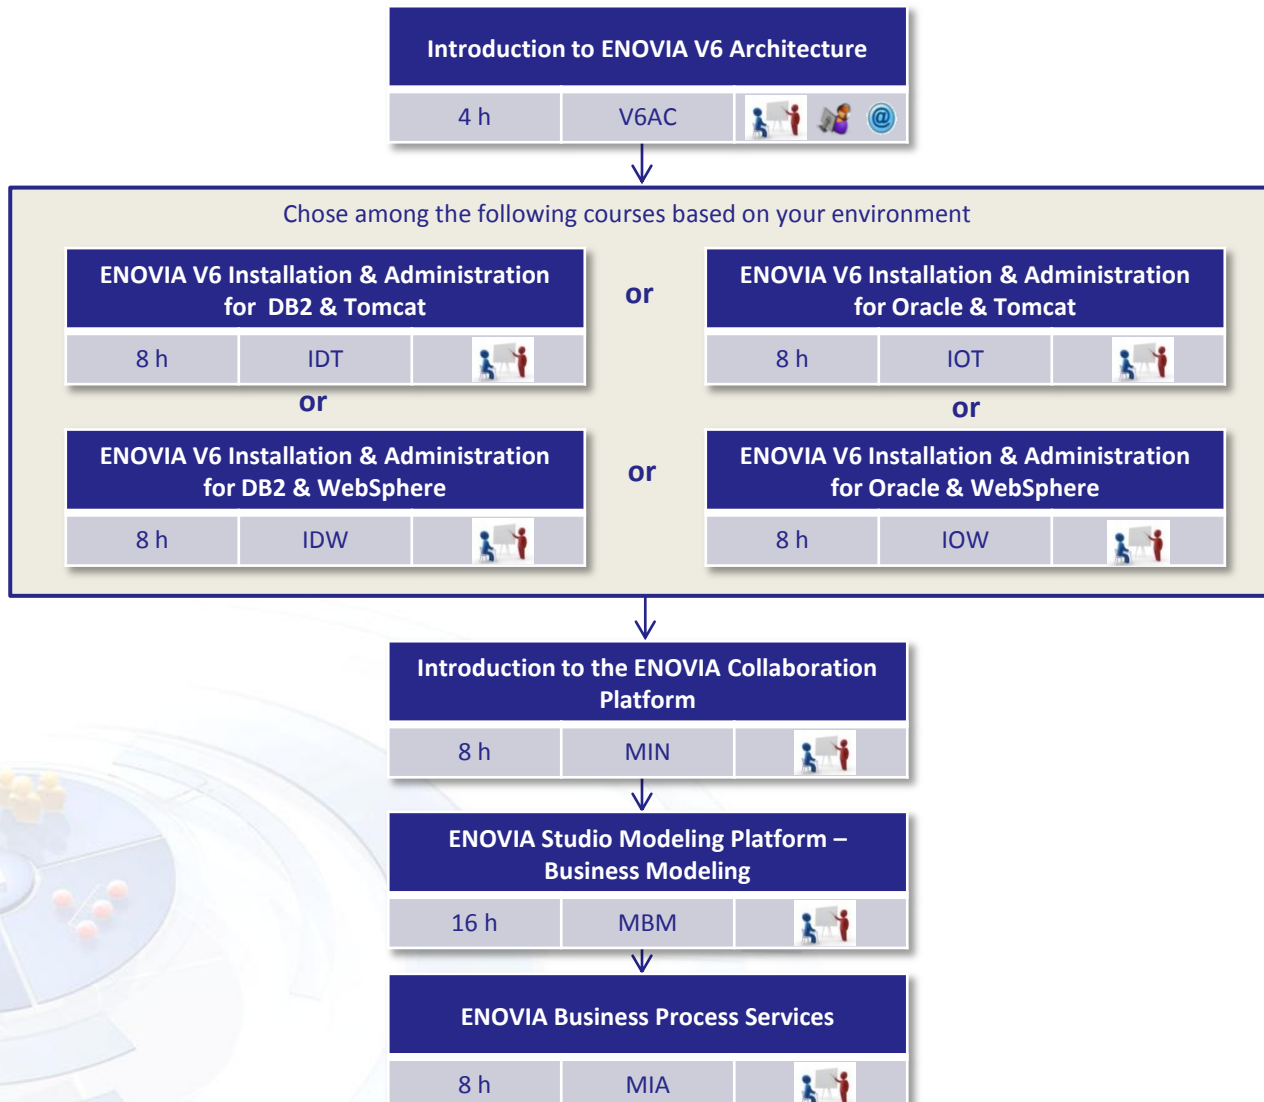 Introduction to ENOVIA V6 Architecture
4 h V6AC @
Chose among the following courses based on your environment
ENOVIA V6 Installation & Administration
for DB2 & Tomcat
8 h IDT
or
ENOVIA V6 Installation & Administration
for Oracle & Tomcat
8 h IOT
or
or
ENOVIA V6 Installation & Administration
for DB2 & WebSphere
8 h IDW
or
ENOVIA V6 Installation & Administration
for Oracle & WebSphere
8 h IOW
Introduction to the ENOVIA Collaboration
Platform
8 h MIN
ENOVIA Studio Modeling Platform –
Business Modeling
16 h MBM
ENOVIA Business Process Services
8 h MIA